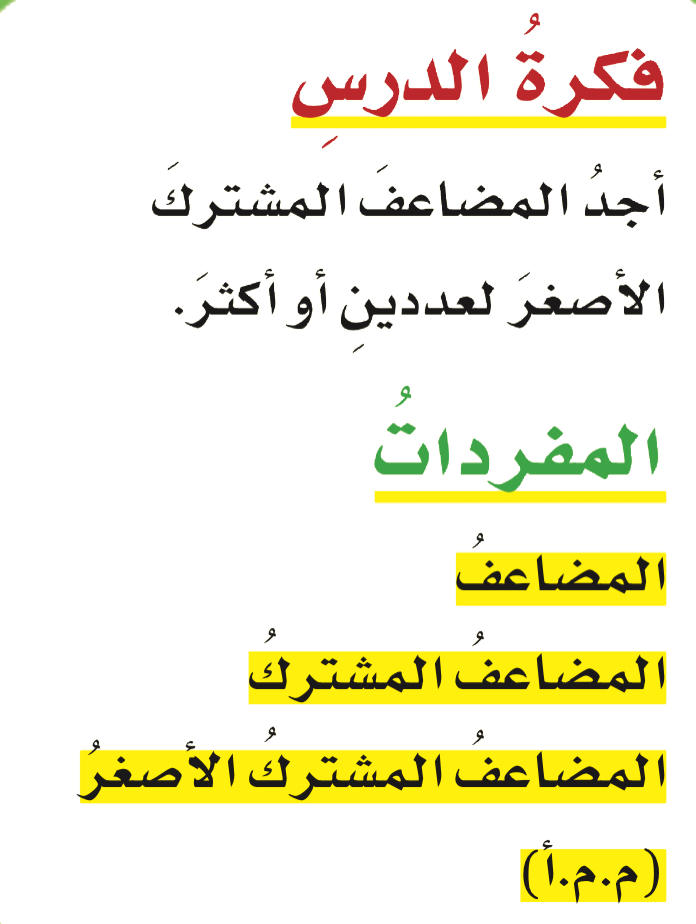 فكرةُ الدرسِ
أجدُ المضاعفَ المشتركَ
الأصغرَ لعددينِ أو أكثرَ.
المفرداتُ
المضاعفُ
المضاعفُ المشتركُ
المضاعفُ المشتركُ الأصغرُ
(م.م.أ)